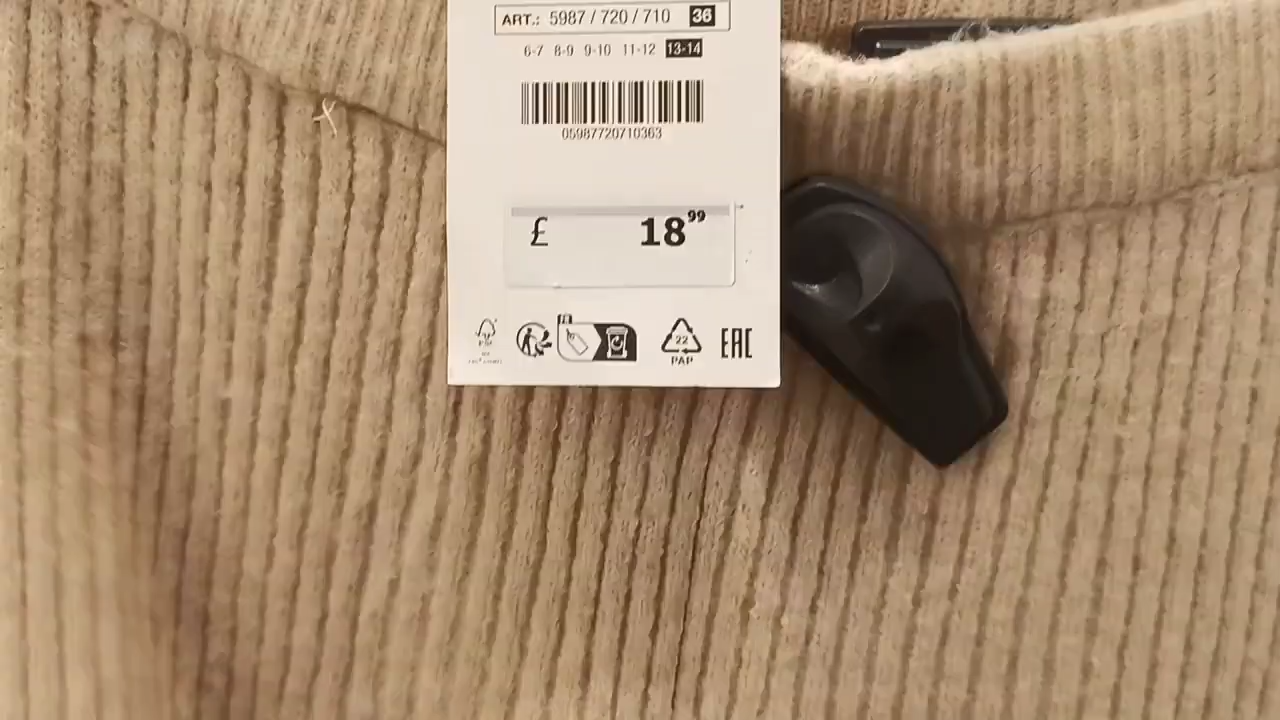 ART.: 5987 / 720 / 710 36
6-7 8-9 9-10 11-12 13-14
05987720710363
£ 18⁹⁹
FSC
22
PAP
EAC